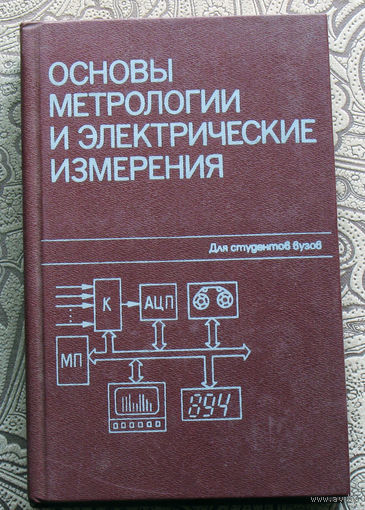 ОСНОВЫ
МЕТРОЛОГИИ
И ЭЛЕКТРИЧЕСКИЕ
ИЗМЕРЕНИЯ
Для студентов вузов
К
АЦП
МП
894